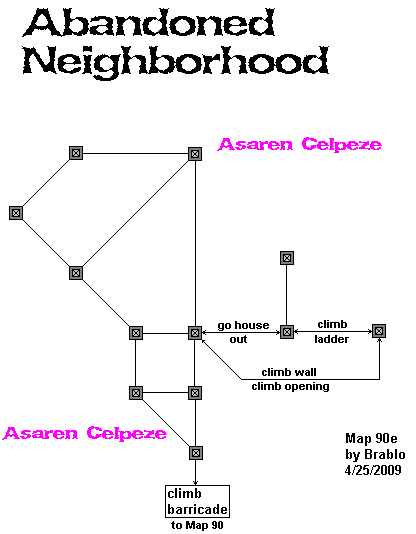 Abandoned
Neighborhood
Asaren Celpeze
go house
out
climb
ladder
climb wall
climb opening
Asaren Celpeze
Map 90e
by Brablo
4/25/2009
climb
barricade
to Map 90